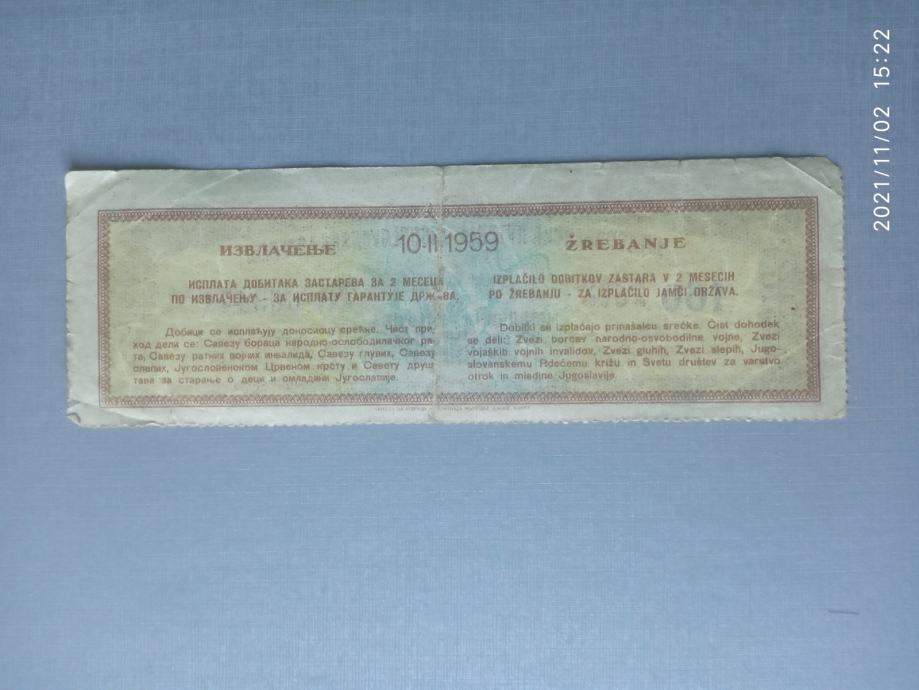 2021/11/02 15:22
ИЗВЛАЧЕЊЕ 10-II-1959 ŽREBANJE
ИСПЛАТА ДОБИТАКА ЗАСТАРЕВА ЗА 2 МЕСЕЦА
ПО ИЗВЛАЧЕЊУ - ЗА ИСПЛАТУ ГАРАНТУЈЕ ДРЖАВА.
Добици се исплаћују доносиоцу срећке. Чист при-
ход дели се: Савезу бораца народно-ослободилачког ра-
та, Савезу ратних војних инвалида, Савезу глувих, Савезу
слепих, Југословенском Црвеном крсту и Савету друш
тава за старање о деци и омладини Југославије.
IZPLAČILO DOBITKOV ZASTARA V 2 MESECIH
PO ŽREBANJU - ZA IZPLAČILO JAMČI DRŽAVA.
Dobitki se izplačajo prinašalcu srečke. Čist dohodek
se deli: Zvezi borcev narodno-osvobodilne vojne, Zvezi
vojaških vojnih invalidov, Zvezi gluhih, Zvezi slepih, Jugo-
slovanskemu Rdečemu križu in Svetu društev za varstvo
otrok in mladine Jugoslavije.